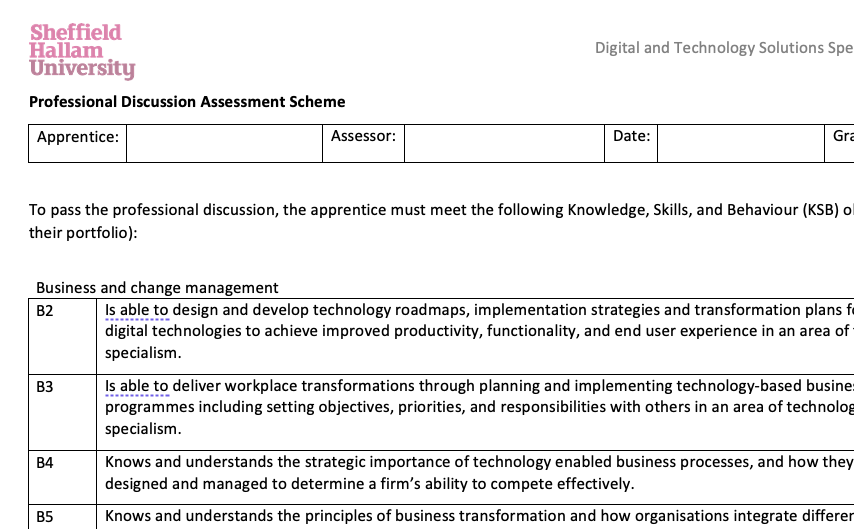 Sheffield
Hallam
University
Digital and Technology Solutions Spe
Professional Discussion Assessment Scheme
Apprentice:
Assessor:
Date:
Gra
To pass the professional discussion, the apprentice must meet the following Knowledge, Skills, and Behaviour (KSB) o
their portfolio):
Business and change management
B2
Is able to design and develop technology roadmaps, implementation strategies and transformation plans f
digital technologies to achieve improved productivity, functionality, and end user experience in an area of
specialism.
B3
Is able to deliver workplace transformations through planning and implementing technology-based busine
programmes including setting objectives, priorities, and responsibilities with others in an area of technolog
specialism.
B4
Knows and understands the strategic importance of technology enabled business processes, and how they
designed and managed to determine a firm’s ability to compete effectively.
B5
Knows and understands the principles of business transformation and how organisations integrate differen